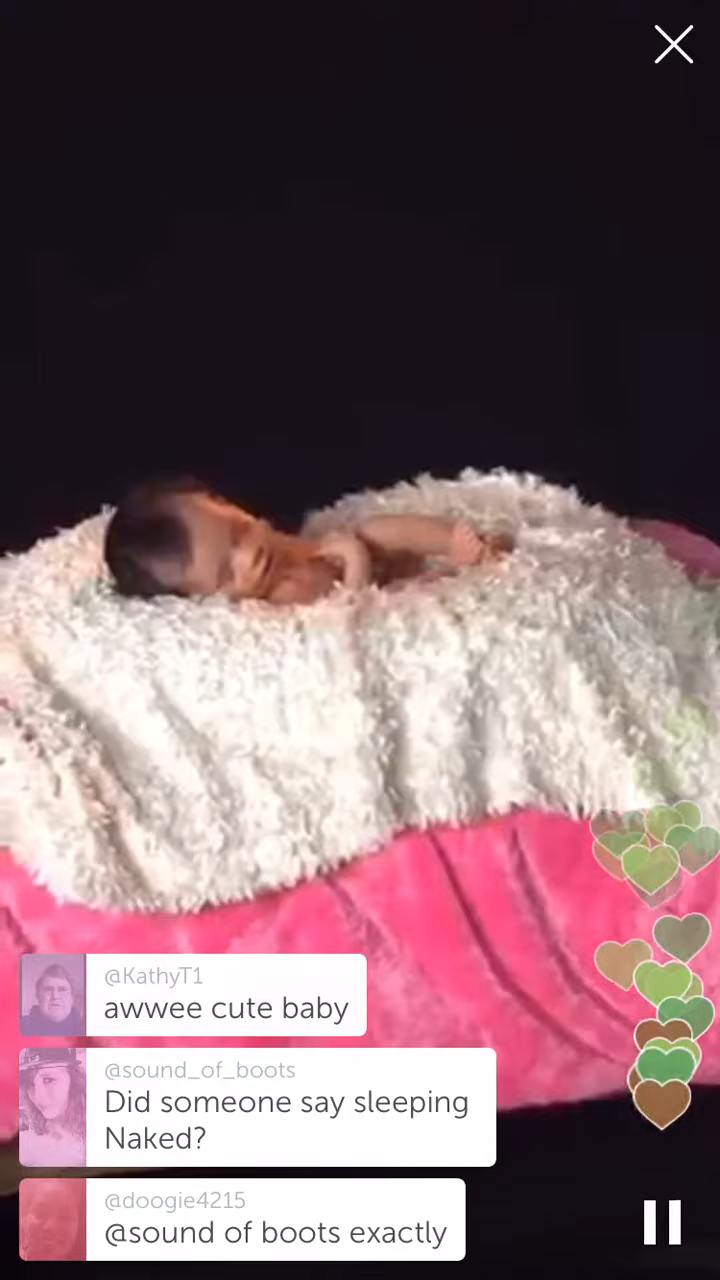 @KathyT1
awwee cute baby
@sound_of_boots
Did someone say sleeping
Naked?
@doogie4215
@sound of boots exactly